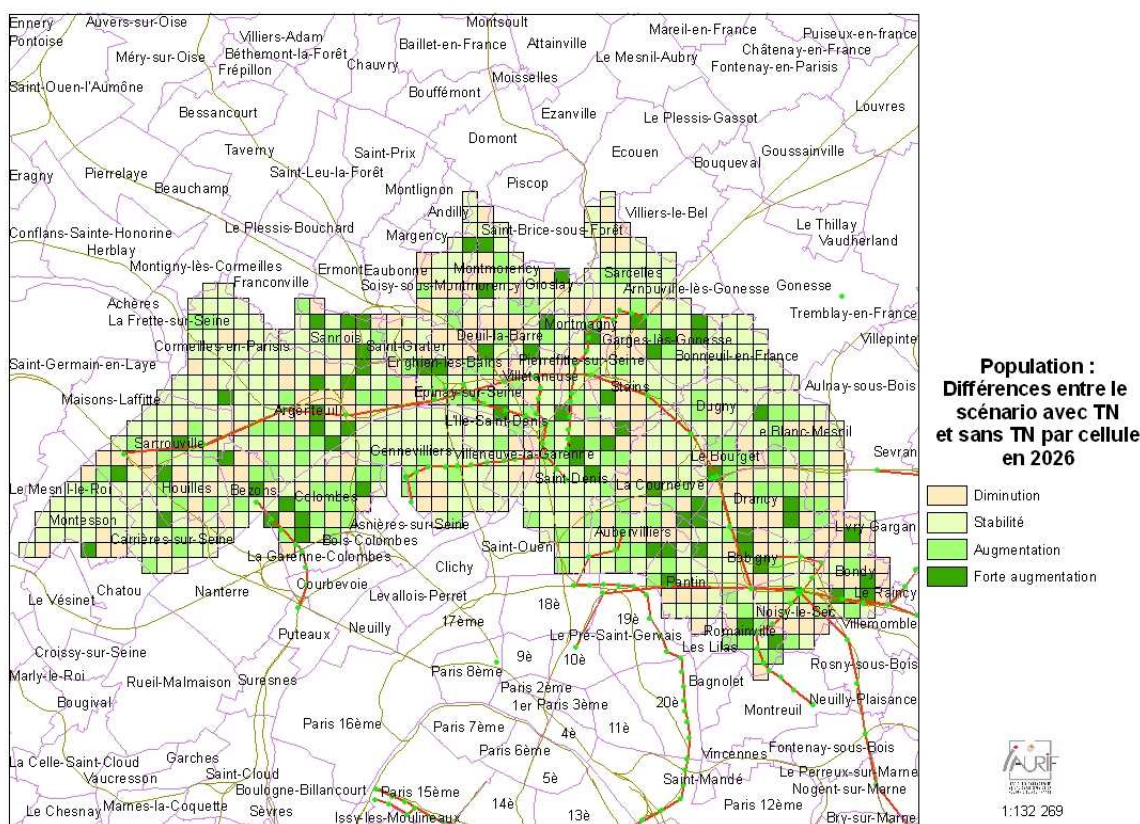 Ennery
Auvers-sur-Oise
Montsoult
Pontoise
Villiers-Adam
Mareil-en-France
Puiseux-en-france
Méry-sur-Oise
Béthemont-la-Forêt
Baillet-en-France
Attainville
Châtenay-en-France
Frépillon
Chauvry
Le Mesnil-Aubry
Fontenay-en-Parisis
Saint-Ouen-l'Aumône
Moisselles
Bouffémont
Louvres
Bessancourt
Ezanville
Le Plessis-Gassot
Domont
Taverny
Saint-Prix
Ecouen
Goussainville
Eragny
Pierrelaye
Saint-Leu-la-Forêt
Bouqueval
Beauchamp
Montlignon
Piscop
Andilly
Villiers-le-Bel
Le Thillay
Conflans-Sainte-Honorine
Le Plessis-Bouchard
Margency
Saint-Brice-sous-Forêt
Vaudherland
Herblay
Montigny-lès-Cormeilles
Ermont
Eaubonne
Montmorency
Sarcelles
Franconville
Soisy-sous-Montmorency
Groslay
Arnouville-lès-Gonesse
Gonesse
Achères
La Frette-sur-Seine
Montmagny
Tremblay-en-France
Cormeilles-en-Parisis
Sannois
Saint-Gratien
Deuil-la-Barre
Garges-lès-Gonesse
Villepinte
Saint-Germain-en-Laye
Enghien-les-Bains
Pierrefitte-sur-Seine
Bonneuil-en-France
Villetaneuse
Stains
Aulnay-sous-Bois
Maisons-Laffitte
Epinay-sur-Seine
Argenteuil
L'Ile-Saint-Denis
Dugny
Le Blanc-Mesnil
Sartrouville
Gennevilliers
Villeneuve-la-Garenne
Le Bourget
Sevran
Saint-Denis
La Courneuve
Le Mesnil-le-Roi
Houilles
Bezons
Colombes
Drancy
Montesson
Asnières-sur-Seine
Aubervilliers
Livry-Gargan
Carrières-sur-Seine
Bois-Colombes
Saint-Ouen
La Garenne-Colombes
Bobigny
Bondy
Clichy
Chatou
Courbevoie
Pantin
Le Raincy
Le Vésinet
Nanterre
Levallois-Perret
18è
Noisy-le-Sec
Villemomble
Neuilly
17ème
19è
Romainville
Puteaux
Le Pré-Saint-Gervais
Les Lilas
Croissy-sur-Seine
9è
10è
Rosny-sous-Bois
Marly-le-Roi
Rueil-Malmaison
Suresnes
Paris 8ème
Bagnolet
Bougival
Paris 2ème
20è
Neuilly-Plaisance
1er
Paris 3ème
Montreuil
Paris 16ème
Paris 7ème
4è
11è
Garches
Paris 6ème
Vincennes
Fontenay-sous-Bois
La Celle-Saint-Cloud
Vaucresson
Saint-Cloud
5è
Saint-Mandé
Le Perreux-sur-Marne
Boulogne-Billancourt
Paris 15ème
Nogent-sur-Marne
Le Chesnay
Marnes-la-Coquette
Sèvres
14è
Paris 12ème
Issy-les-Moulineaux
13è
Bry-sur-Marne
Population :
Différences entre le
scénario avec TN
et sans TN par cellule
en 2026
Diminution
Stabilité
Augmentation
Forte augmentation
IAURIF
1:132 269